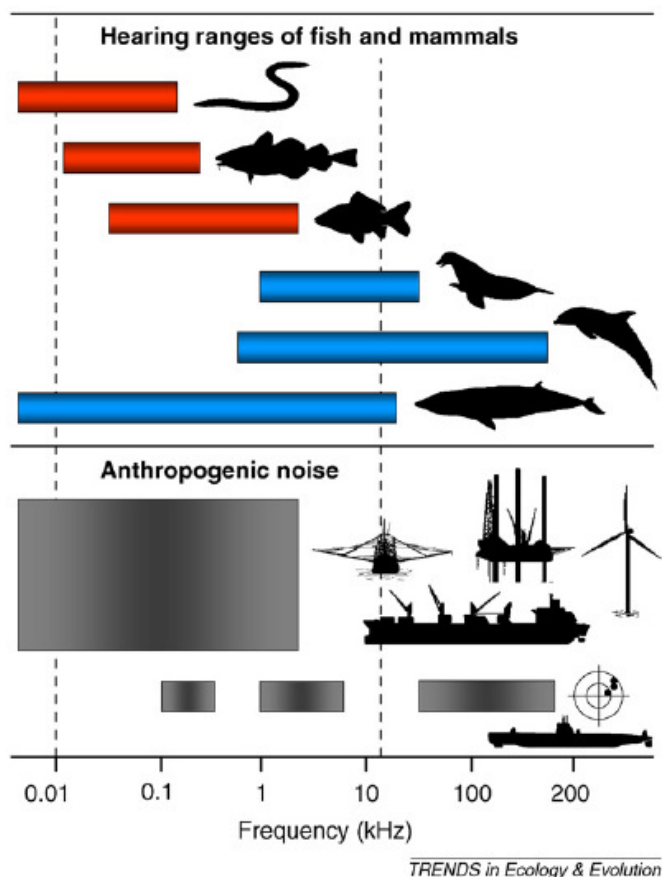 Hearing ranges of fish and mammals
Anthropogenic noise
0.01 0.1 1 10 100 200
Frequency (kHz)
TRENDS in Ecology & Evolution